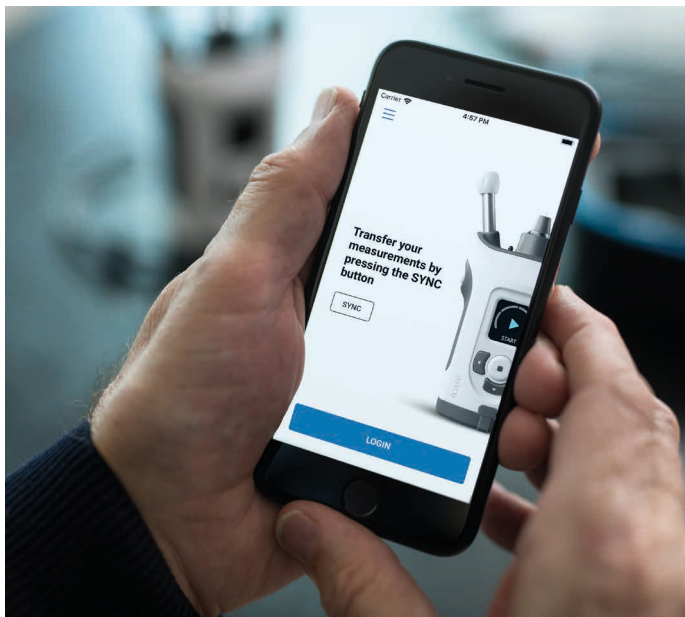 Carrier
4:57 PM
Transfer your
measurements by
pressing the SYNC
button
SYNC
START
LOGIN